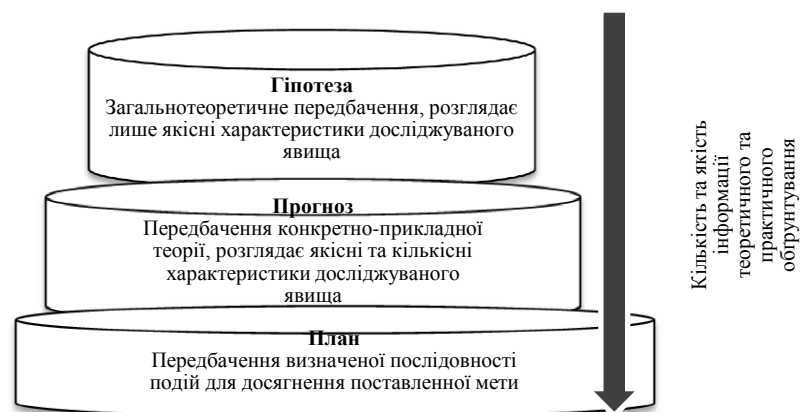 Гіпотеза
Загальнотеоретичне передбачення, розглядає
лише якісні характеристики досліджуваного
явища
Прогноз
Передбачення конкретно-прикладної
теорії, розглядає якісні та кількісні
характеристики досліджуваного
явища
План
Передбачення визначеної послідовності
подій для досягнення поставленної мети
Кількість та якість
інформації
теоретичного та
практичного
обґрунтування